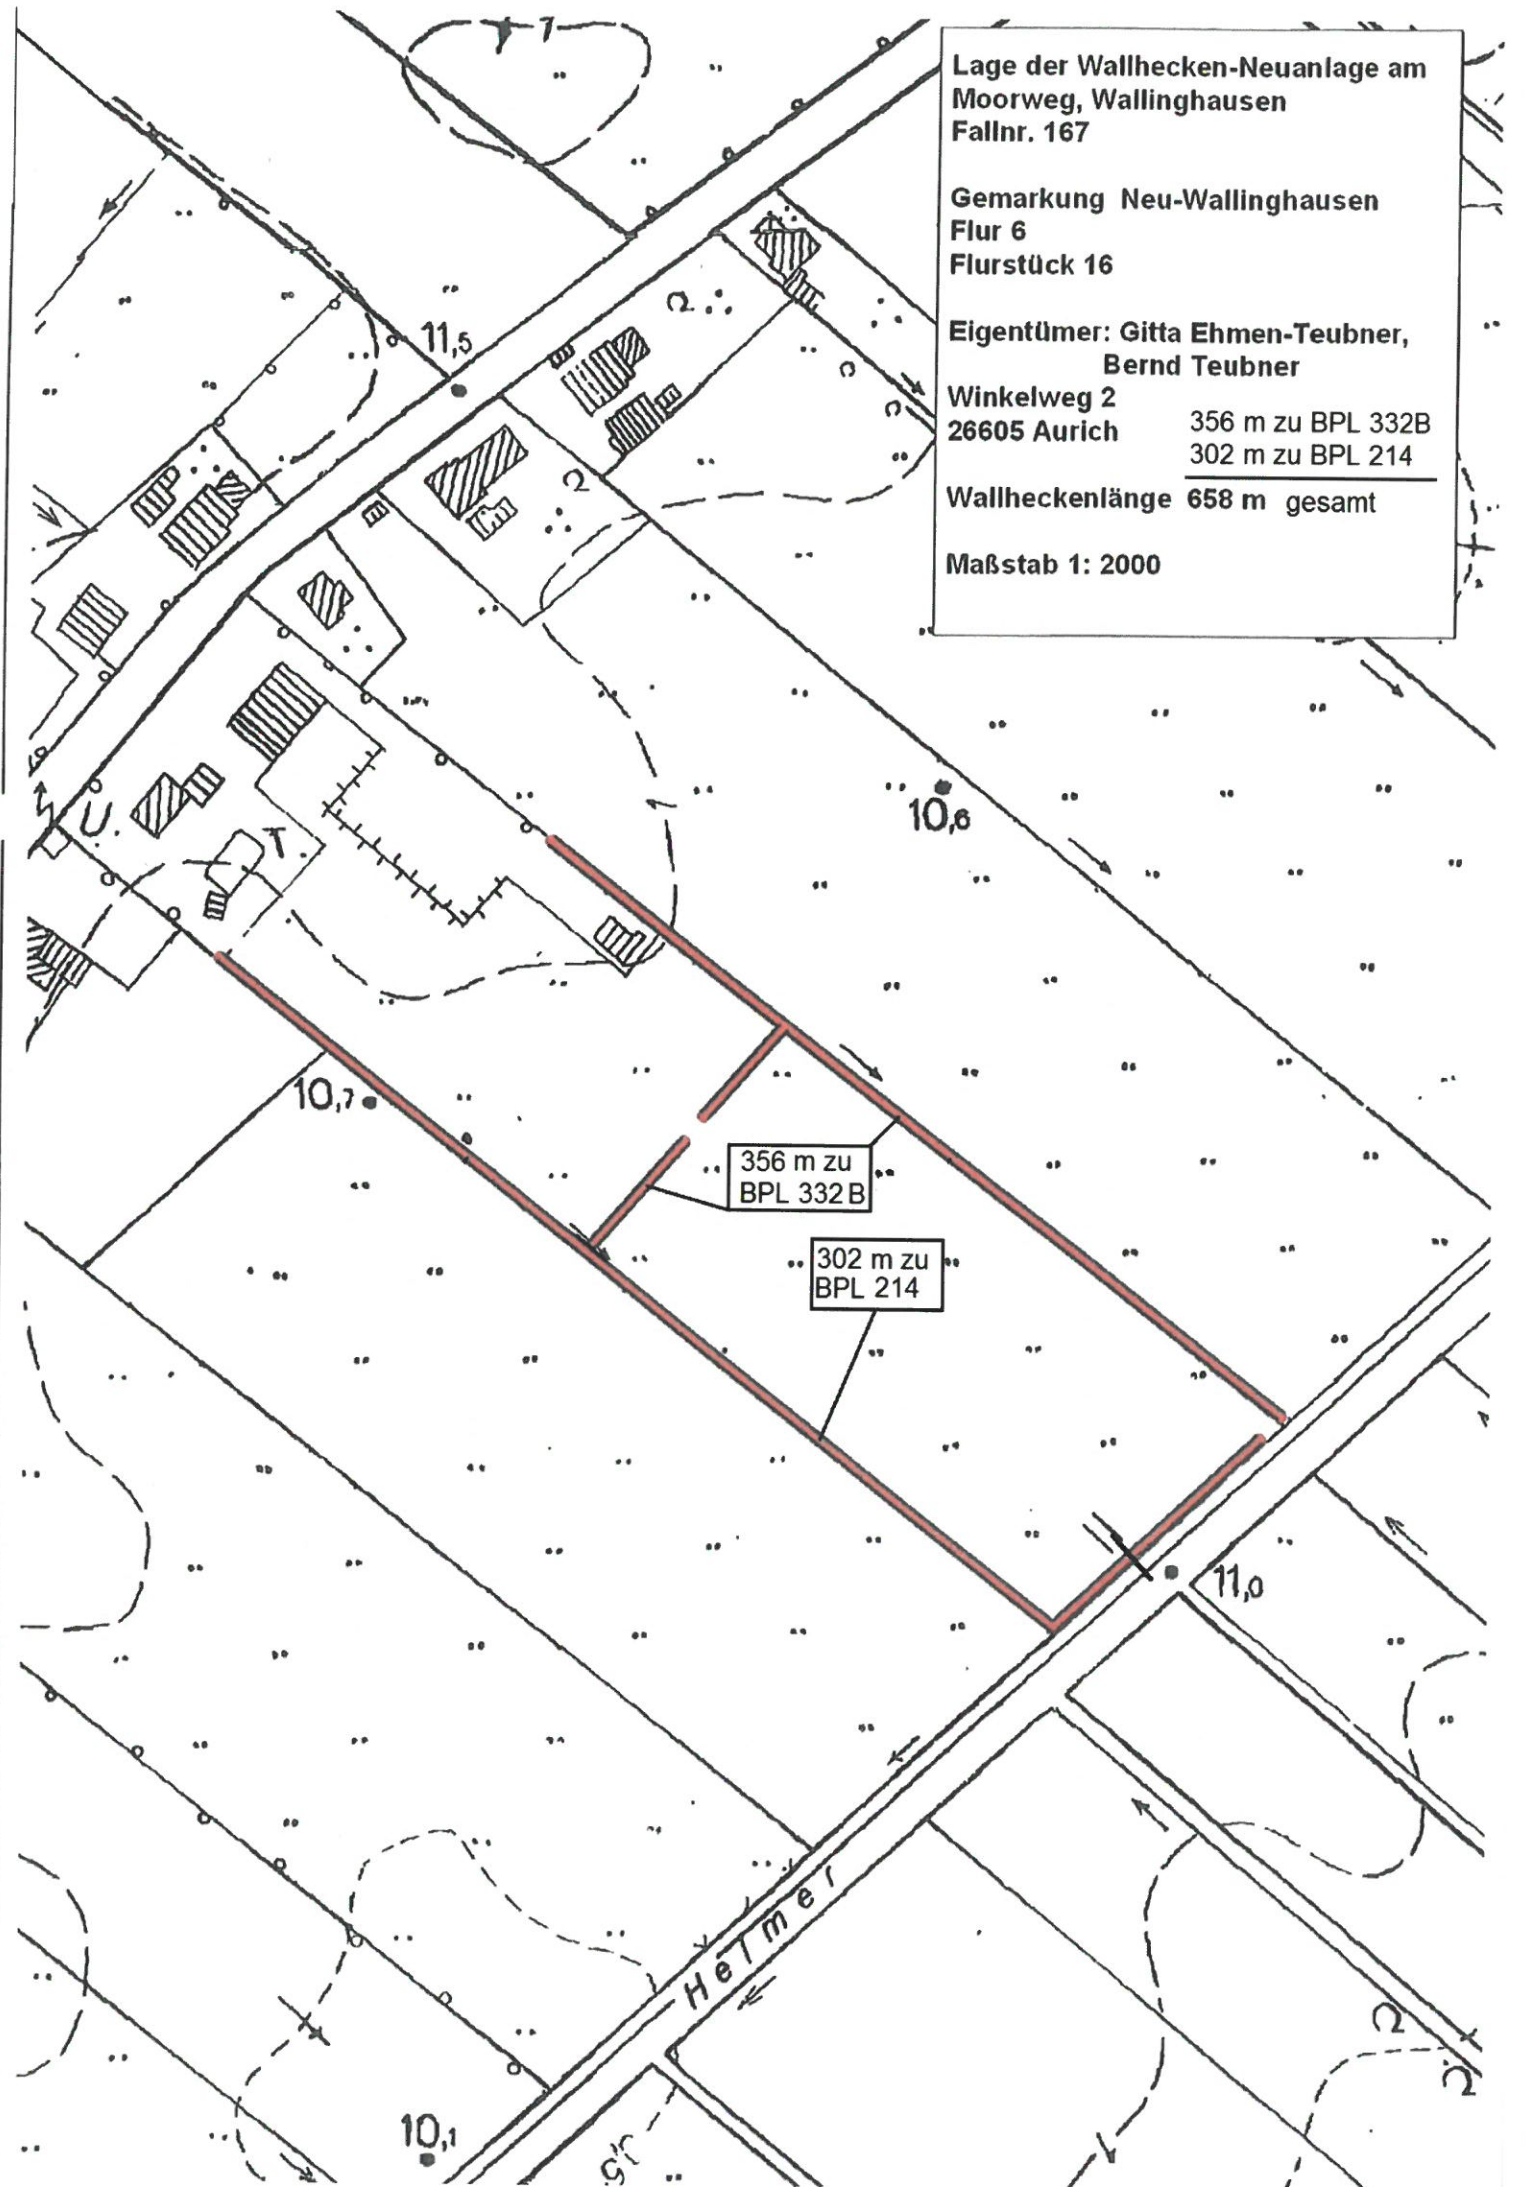 Lage der Wallhecken-Neuanlage am
Moorweg, Wallinghausen
Fallnr. 167
Gemarkung Neu-Wallinghausen
Flur 6
Flurstück 16
Eigentümer: Gitta Ehmen-Teubner,
Bernd Teubner
Winkelweg 2
26605 Aurich
356 m zu BPL 332B
302 m zu BPL 214
Wallheckenlänge 658 m gesamt
Maßstab 1: 2000
11,5
10,6
10,7
356 m zu
BPL 332 B
302 m zu
BPL 214
11,0
Helmer
10,1